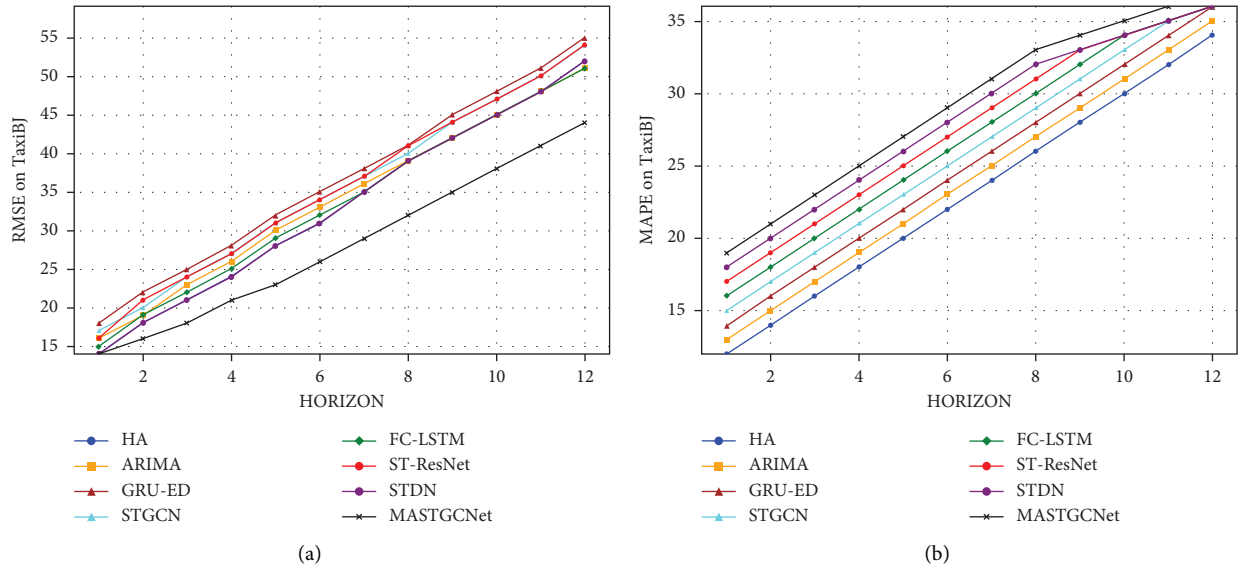 RMSE on TaxiBJ
55
50
45
40
35
30
25
20
15
2 4 6 8 10 12
HORIZON
HA
ARIMA
GRU-ED
STGCN
FC-LSTM
ST-ResNet
STDN
MASTGCNet
(a)
MAPE on TaxiBJ
35
30
25
20
15
2 4 6 8 10 12
HORIZON
HA
ARIMA
GRU-ED
STGCN
FC-LSTM
ST-ResNet
STDN
MASTGCNet
(b)